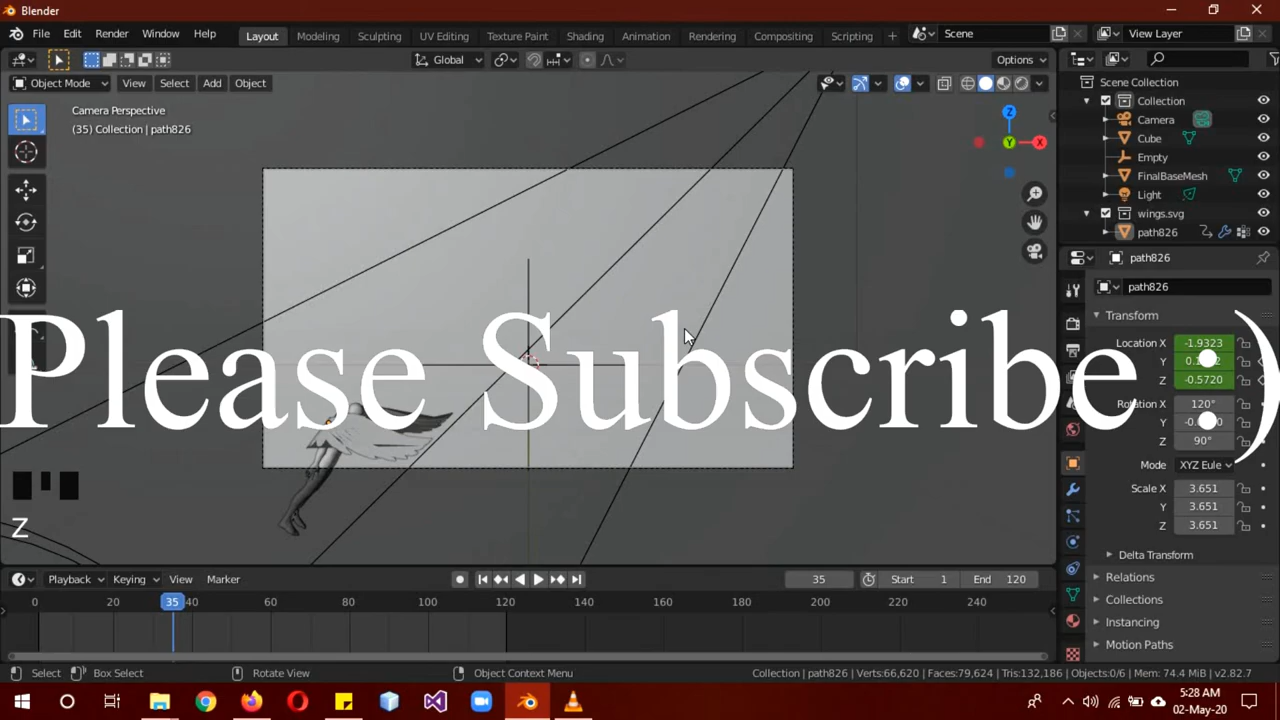 Blender
File Edit Render Window Help Layout Modeling Sculpting UV Editing Texture Paint Shading Animation Rendering Compositing Scripting Scene View Layer
Global Options
Object Mode View Select Add Object
Camera Perspective
(35) Collection | path826
Z
X
Y
Scene Collection
Collection
Camera
Cube
Empty
FinalBaseMesh
Light
wings.svg
path826
path826
path826
Transform
Location X -1.9323
Z -0.5720
Rotation X 120°
Y
Z 90°
Mode XYZ Eule
Scale X 3.651
Y 3.651
Z 3.651
Delta Transform
Relations
Collections
Instancing
Motion Paths
Please Subscribe :)
Z
Playback Keying View Marker 35 Start 1 End 120
0 20 35 40 60 80 100 120 140 160 180 200 220 240
Select Box Select Rotate View Object Context Menu Collection | path826 | Verts:66,620 | Faces:79,624 | Tris:132,186 | Objects:0/6 | Mem: 74.4 MiB | v2.82.7
5:28 AM
02-May-20